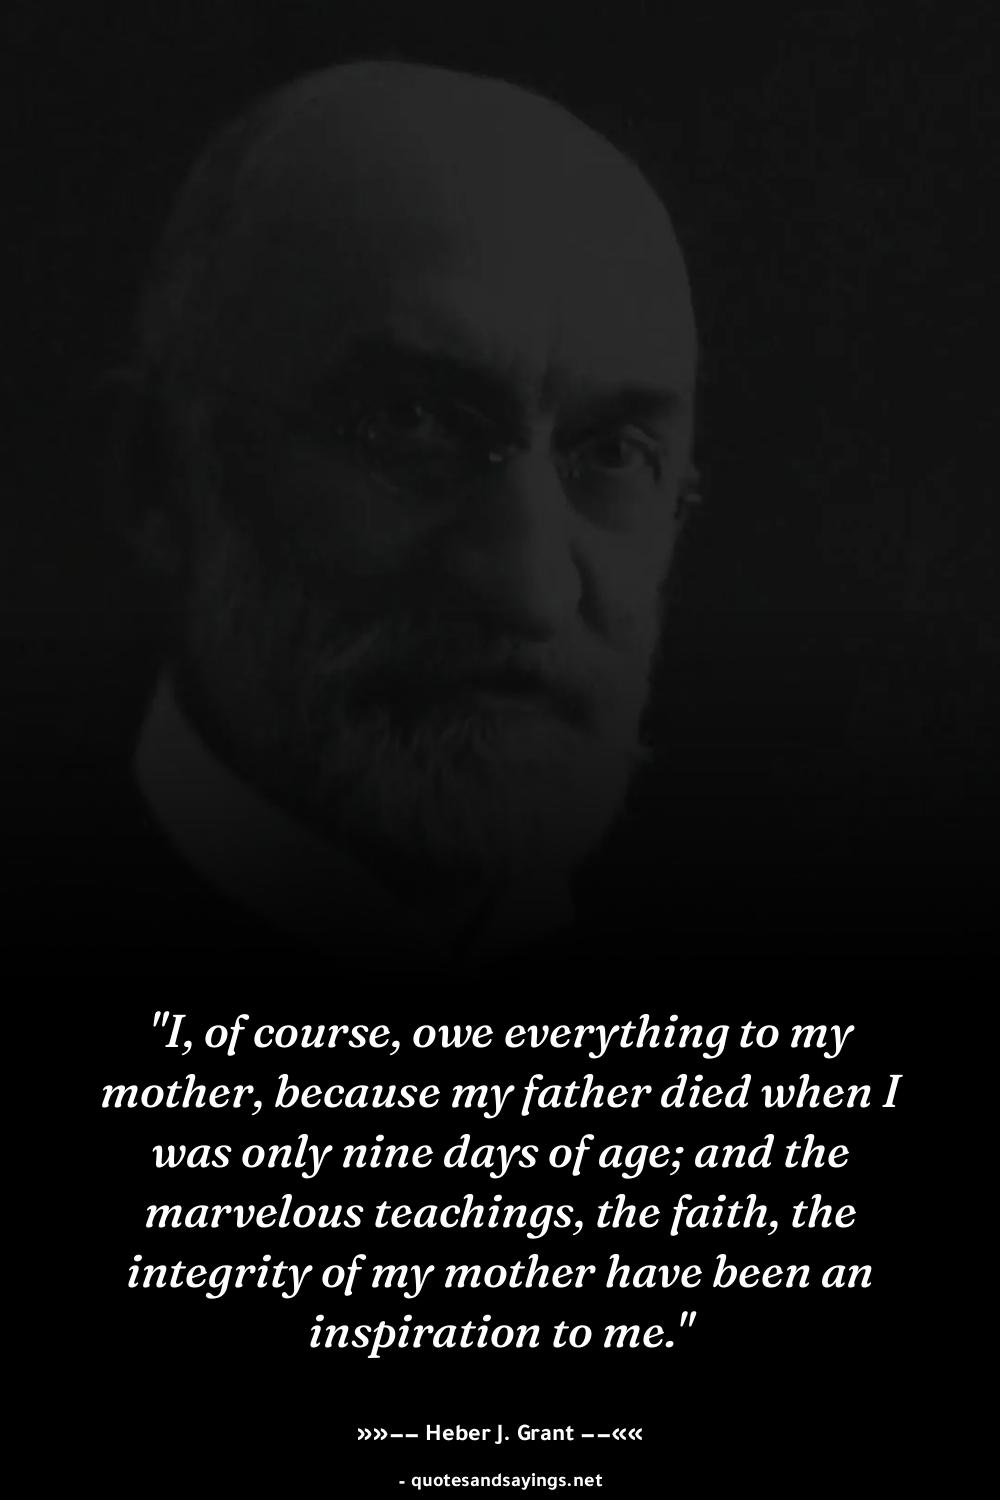 "I, of course, owe everything to my
mother, because my father died when I
was only nine days of age; and the
marvelous teachings, the faith, the
integrity of my mother have been an
inspiration to me."
»»–– Heber J. Grant ––««
- quotesandsayings.net